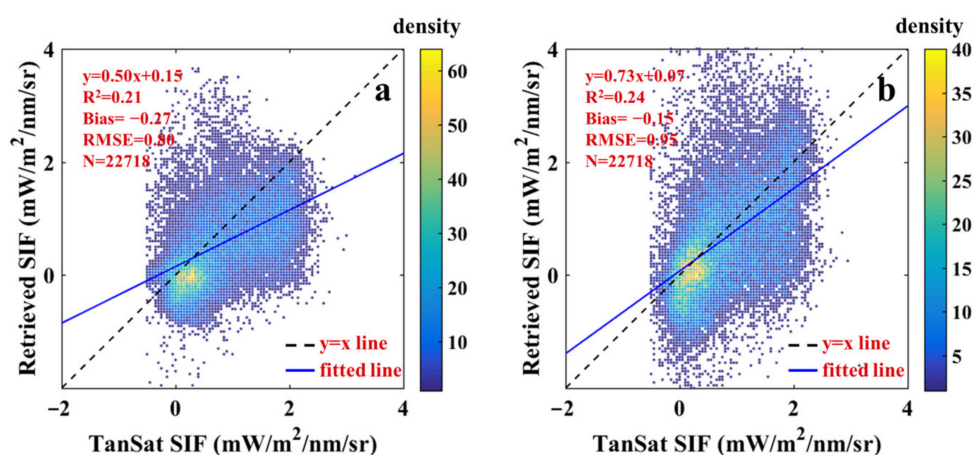 density
density
4
2
0
−2
Retrieved SIF (mW/m²/nm/sr)
y=0.50x+0.15
R²=0.21
Bias= −0.27
RMSE=0.80
N=22718
a
y=x line
fitted line
−2
0
2
4
TanSat SIF (mW/m²/nm/sr)
60
50
40
30
20
10
4
2
0
−2
Retrieved SIF (mW/m²/nm/sr)
y=0.73x+0.07
R²=0.24
Bias= −0.15
RMSE=0.95
N=22718
b
y=x line
fitted line
−2
0
2
4
TanSat SIF (mW/m²/nm/sr)
40
35
30
25
20
15
10
5